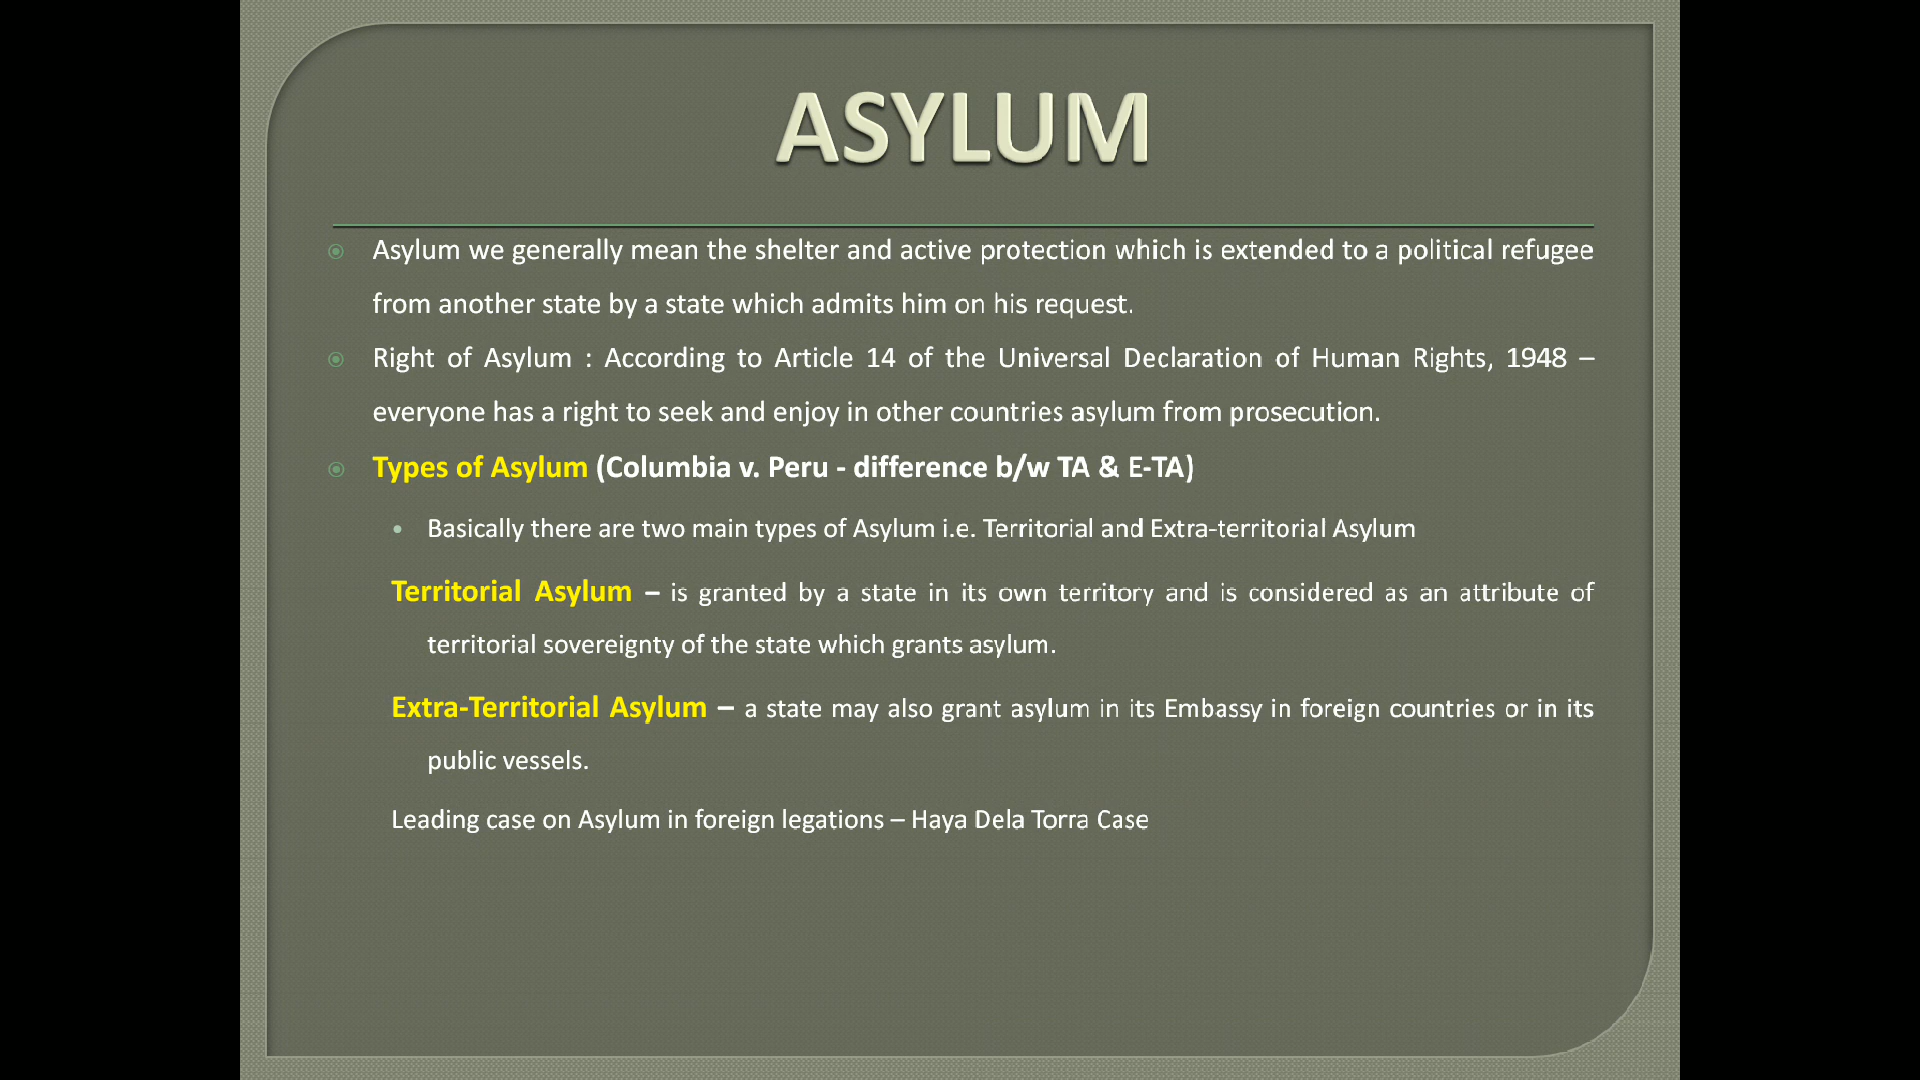 ASYLUM
Asylum we generally mean the shelter and active protection which is extended to a political refugee
from another state by a state which admits him on his request.
Right of Asylum : According to Article 14 of the Universal Declaration of Human Rights, 1948 –
everyone has a right to seek and enjoy in other countries asylum from prosecution.
Types of Asylum (Columbia v. Peru - difference b/w TA & E-TA)
Basically there are two main types of Asylum i.e. Territorial and Extra-territorial Asylum
Territorial Asylum – is granted by a state in its own territory and is considered as an attribute of
territorial sovereignty of the state which grants asylum.
Extra-Territorial Asylum – a state may also grant asylum in its Embassy in foreign countries or in its
public vessels.
Leading case on Asylum in foreign legations – Haya Dela Torra Case